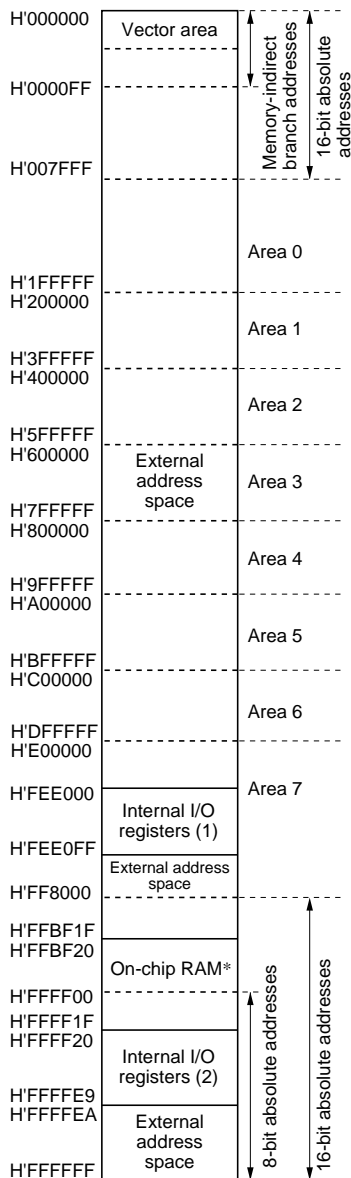 H'000000
Vector area
H'0000FF
Memory-indirect
branch addresses
16-bit absolute
addresses
H'007FFF
Area 0
H'1FFFFF
H'200000
Area 1
H'3FFFFF
H'400000
Area 2
H'5FFFFF
H'600000
External
address
space
Area 3
H'7FFFFF
H'800000
Area 4
H'9FFFFF
H'A00000
Area 5
H'BFFFFF
H'C00000
Area 6
H'DFFFFF
H'E00000
Area 7
H'FEE000
Internal I/O
registers (1)
H'FEE0FF
External address
space
H'FF8000
H'FFBF1F
H'FFBF20
On-chip RAM*
H'FFFF00
H'FFFF1F
H'FFFF20
Internal I/O
registers (2)
H'FFFFE9
H'FFFFEA
External
address
space
H'FFFFFF
8-bit absolute addresses
16-bit absolute addresses